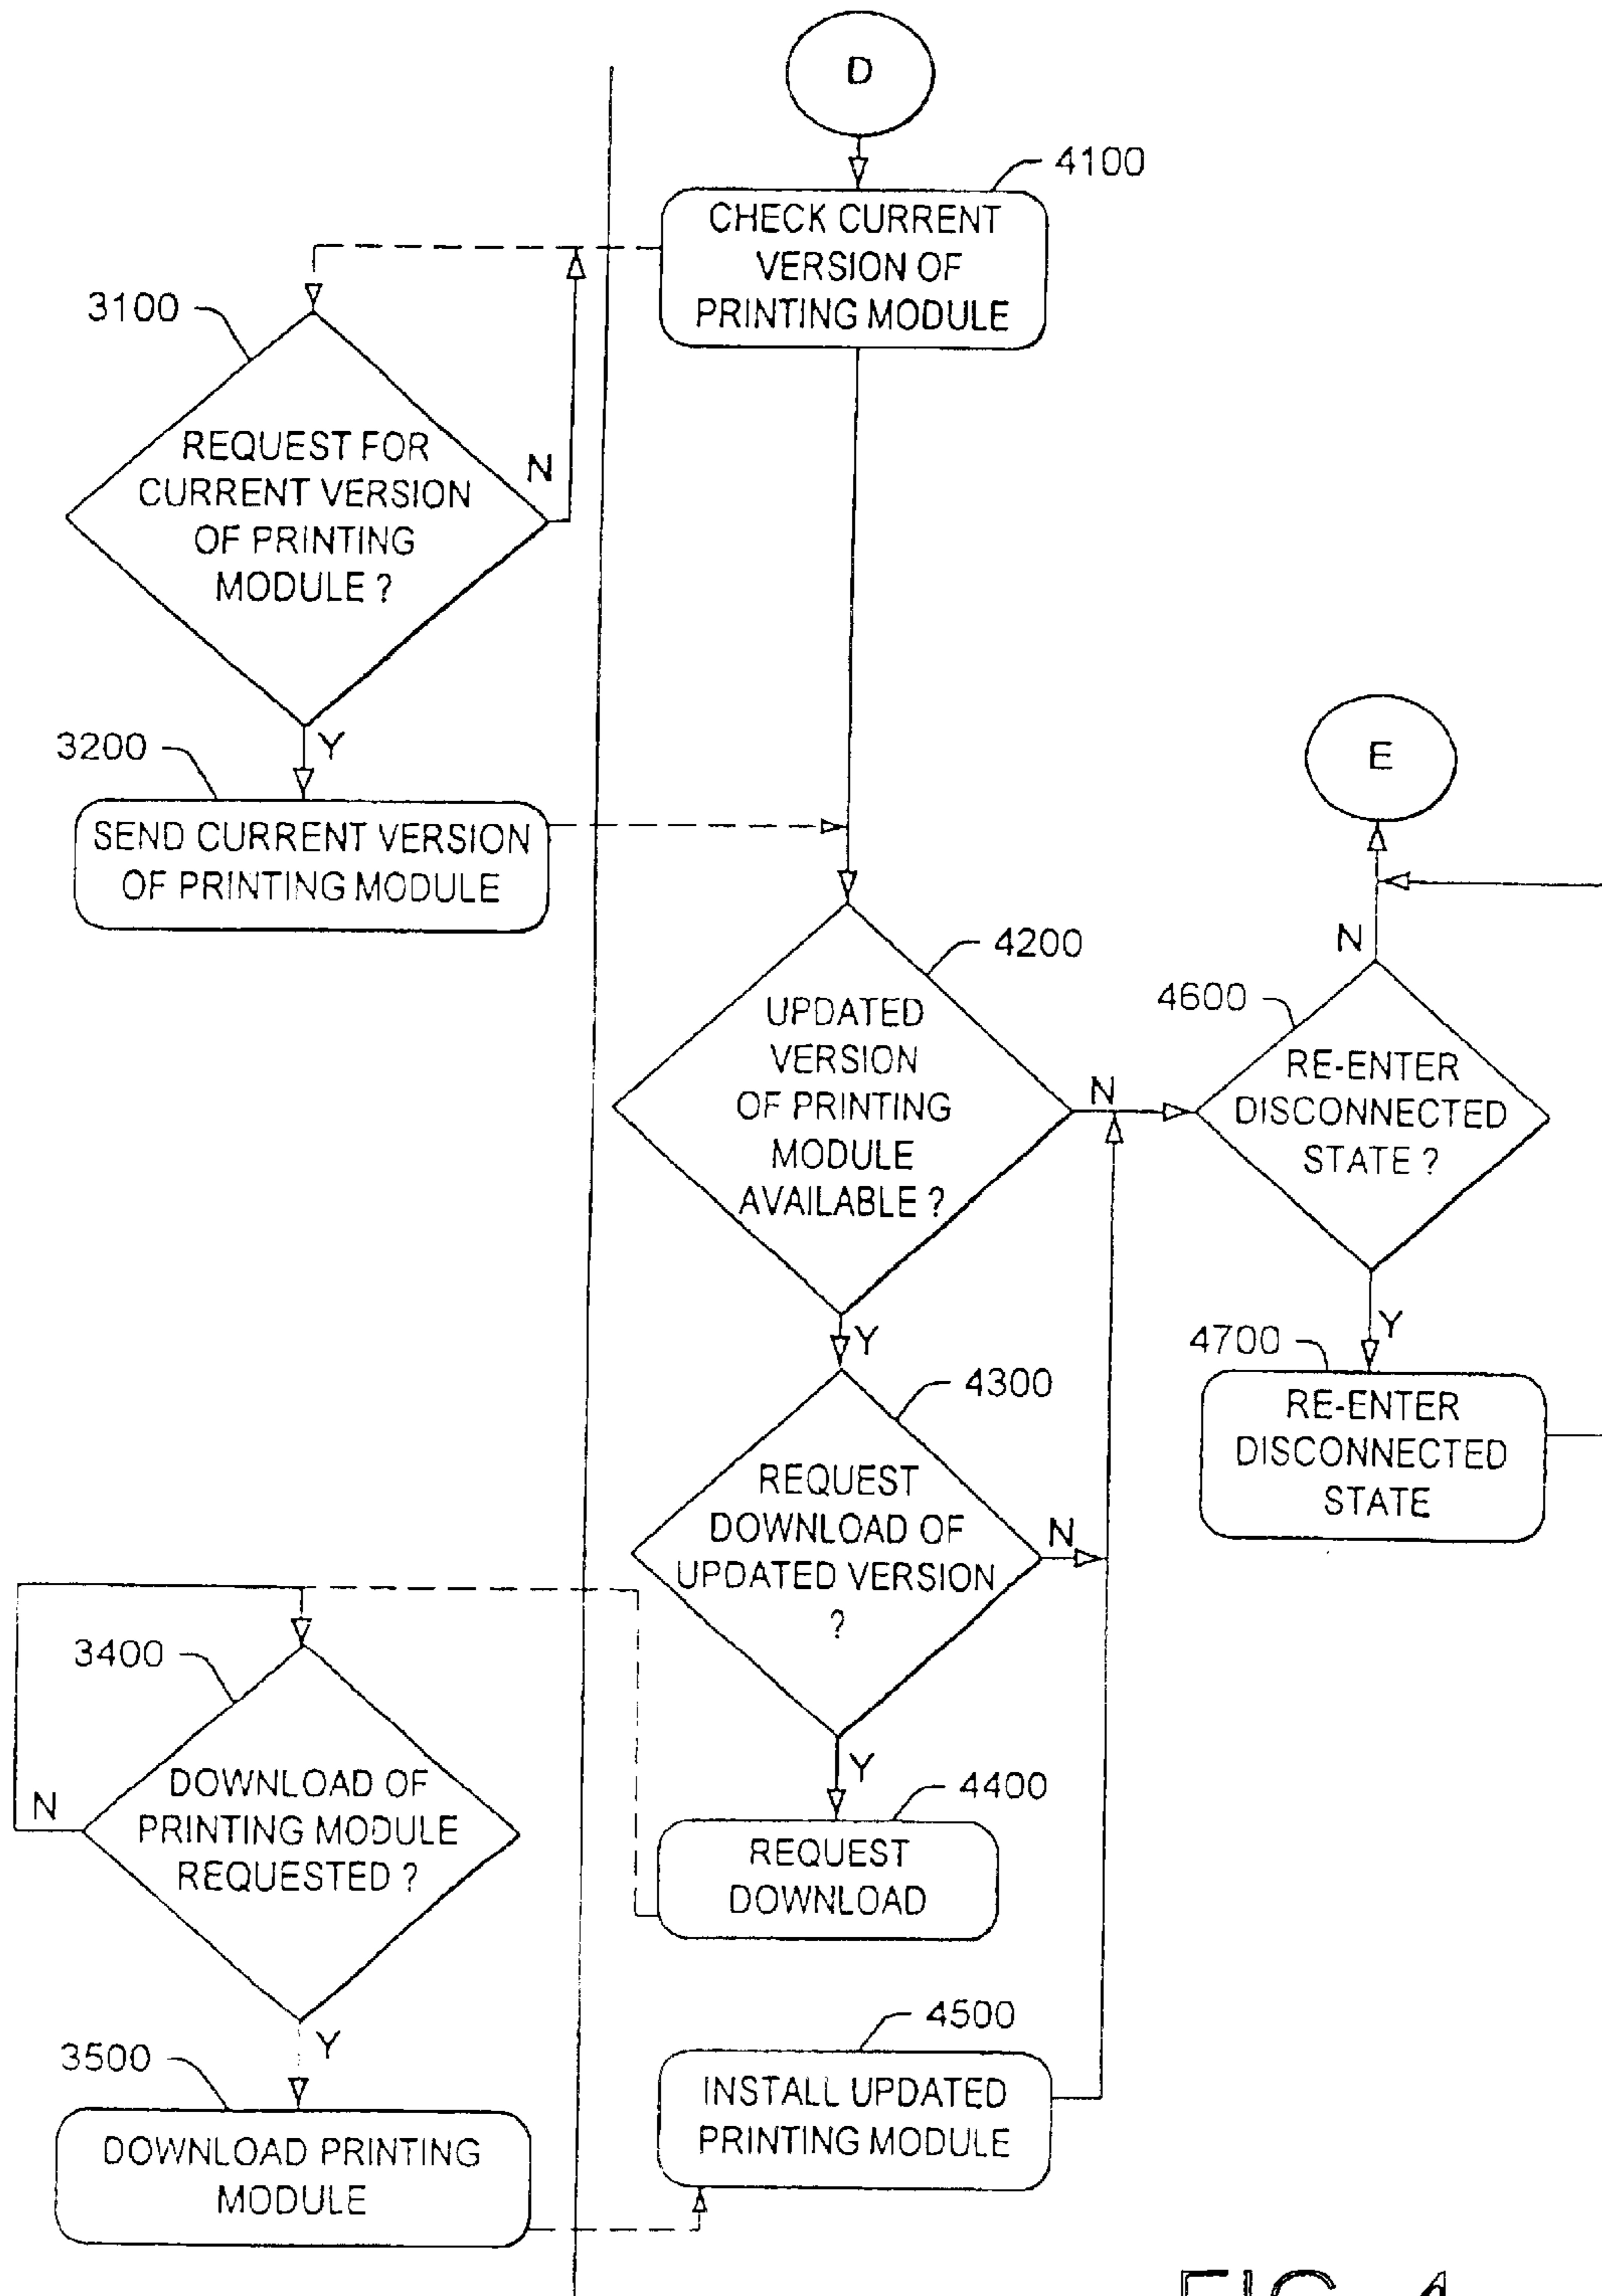 D
4100
CHECK CURRENT
VERSION OF
PRINTING MODULE
3100
REQUEST FOR
CURRENT VERSION
OF PRINTING
MODULE ?
N
Y
3200
SEND CURRENT VERSION
OF PRINTING MODULE
E
4200
UPDATED
VERSION
OF PRINTING
MODULE
AVAILABLE ?
N
Y
N
4600
RE-ENTER
DISCONNECTED
STATE ?
Y
4700
RE-ENTER
DISCONNECTED
STATE
4300
REQUEST
DOWNLOAD OF
UPDATED VERSION
?
N
Y
3400
DOWNLOAD OF
PRINTING MODULE
REQUESTED ?
N
Y
4400
REQUEST
DOWNLOAD
3500
DOWNLOAD PRINTING
MODULE
4500
INSTALL UPDATED
PRINTING MODULE